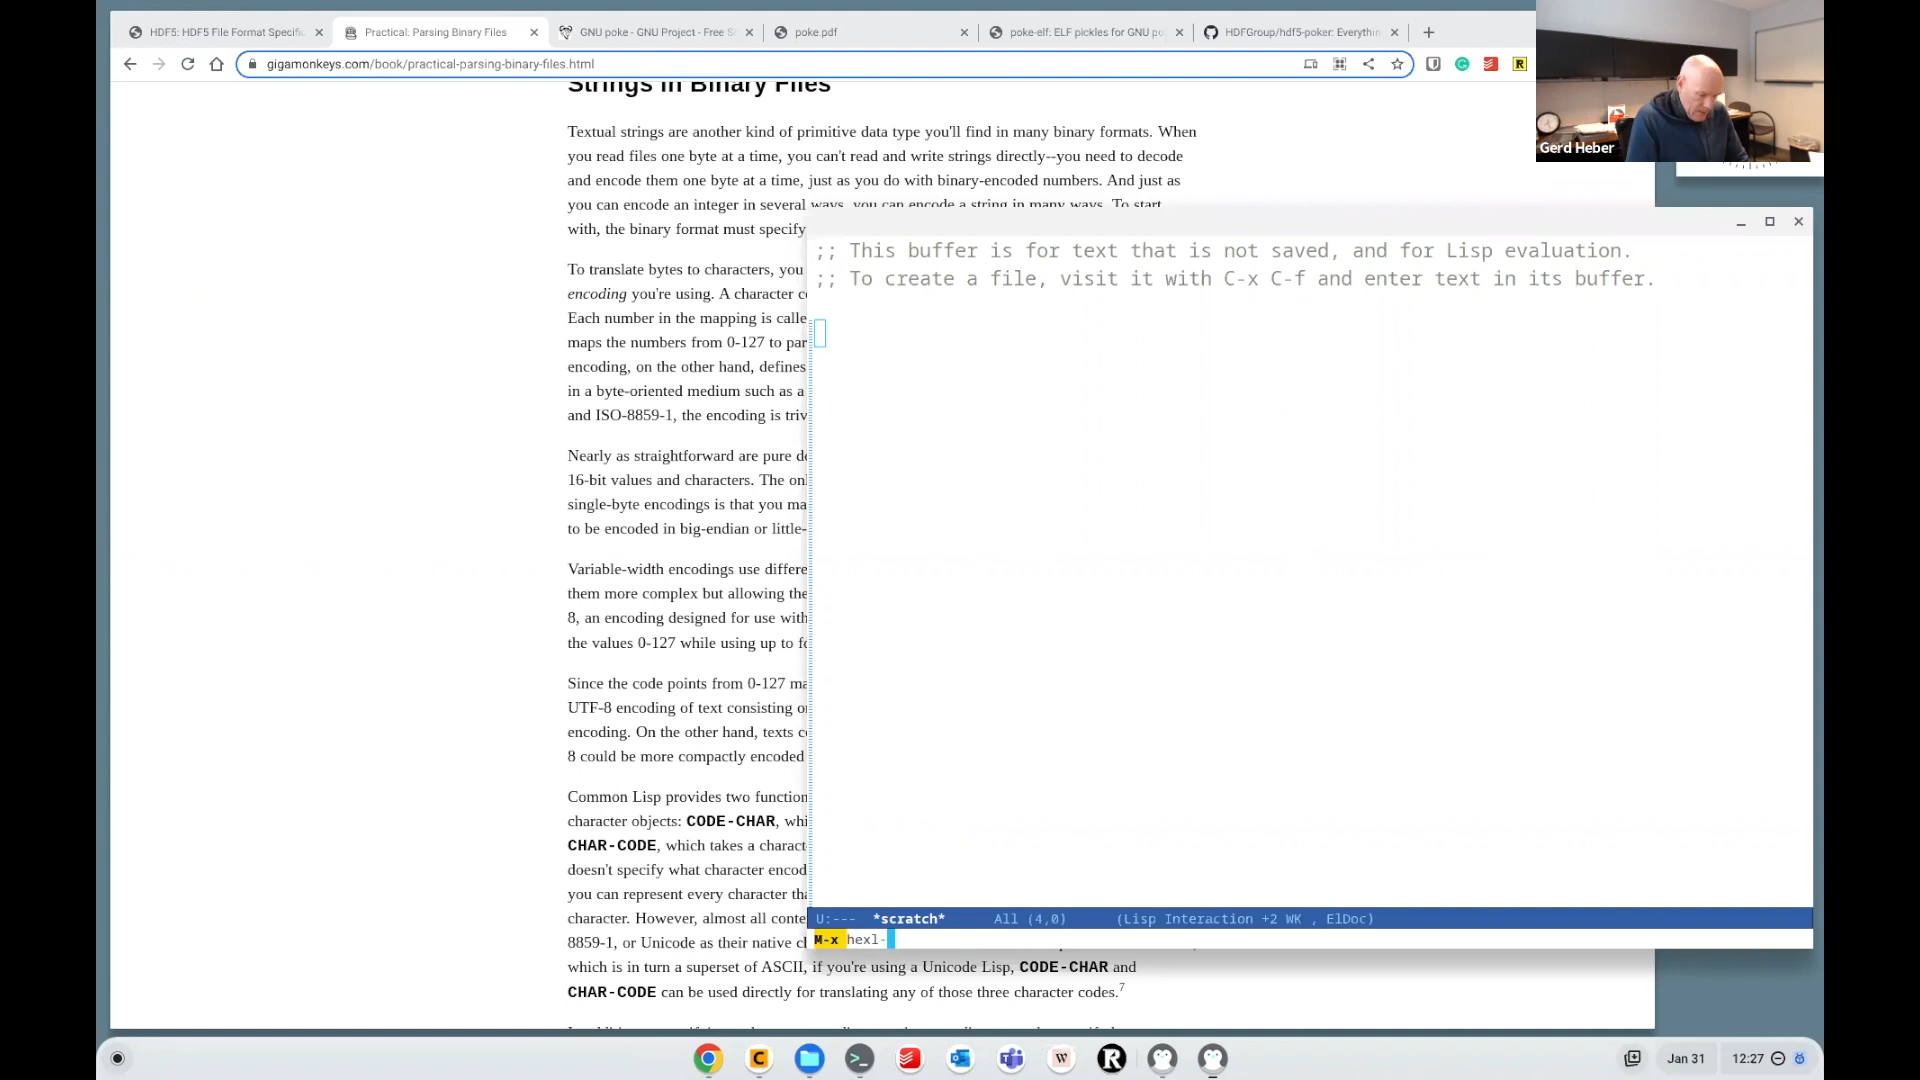 HDF5: HDF5 File Format Specifi
Practical: Parsing Binary Files
GNU poke - GNU Project - Free S
poke.pdf
poke-elf: ELF pickles for GNU po
HDFGroup/hdf5-poker: Everythin
gigamonkeys.com/book/practical-parsing-binary-files.html
Gerd Heber
Strings in Binary Files
Textual strings are another kind of primitive data type you'll find in many binary formats. When
you read files one byte at a time, you can't read and write strings directly--you need to decode
and encode them one byte at a time, just as you do with binary-encoded numbers. And just as
you can encode an integer in several ways, you can encode a string in many ways. To start
with, the binary format must specify
To translate bytes to characters, you
encoding you're using. A character c
Each number in the mapping is calle
maps the numbers from 0-127 to par
encoding, on the other hand, defines
in a byte-oriented medium such as a
and ISO-8859-1, the encoding is triv
Nearly as straightforward are pure d
16-bit values and characters. The on
single-byte encodings is that you ma
to be encoded in big-endian or little-
Variable-width encodings use differe
them more complex but allowing the
8, an encoding designed for use with
the values 0-127 while using up to f
Since the code points from 0-127 ma
UTF-8 encoding of text consisting o
encoding. On the other hand, texts c
8 could be more compactly encoded
Common Lisp provides two function
character objects: CODE-CHAR, whi
CHAR-CODE, which takes a charact
doesn't specify what character encod
you can represent every character tha
character. However, almost all conte
8859-1, or Unicode as their native c
which is in turn a superset of ASCII, if you're using a Unicode Lisp, CODE-CHAR and
CHAR-CODE can be used directly for translating any of those three character codes.7
;; This buffer is for text that is not saved, and for Lisp evaluation.
;; To create a file, visit it with C-x C-f and enter text in its buffer.
U:--- *scratch* All (4,0) (Lisp Interaction +2 WK , ElDoc)
M-x hexl-
Jan 31
12:27